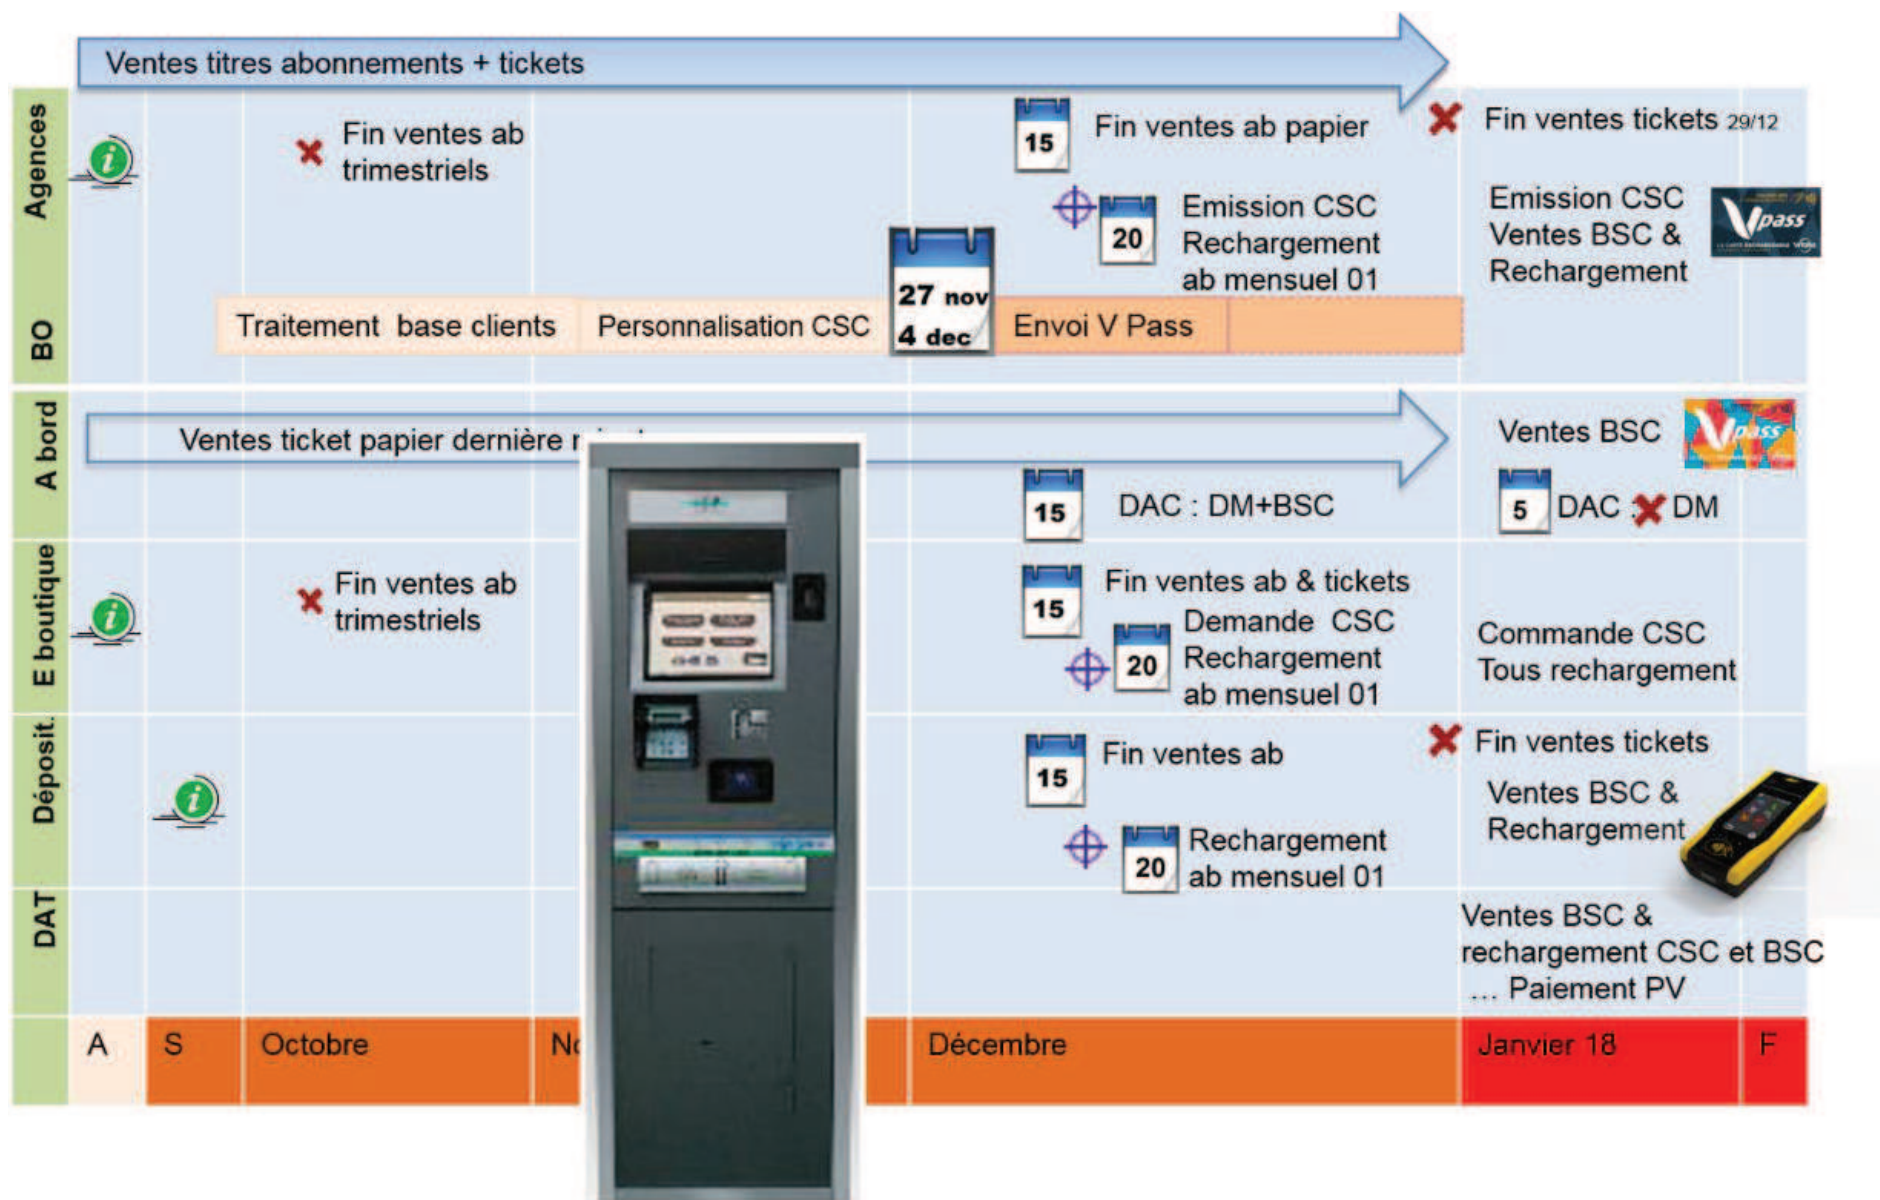 Ventes titres abonnements + tickets
Agences
Fin ventes ab
trimestriels
15
Fin ventes ab papier
Fin ventes tickets 29/12
20
Emission CSC
Rechargement
ab mensuel 01
Emission CSC
Ventes BSC &
Rechargement
Vpass
BO
Traitement base clients
Personnalisation CSC
27 nov
4 dec
Envoi V Pass
A bord
Ventes ticket papier dernière
Ventes BSC
Vpass
15
DAC : DM+BSC
5
DAC : DM
E boutique
Fin ventes ab
trimestriels
15
Fin ventes ab & tickets
20
Demande CSC
Rechargement
ab mensuel 01
Commande CSC
Tous rechargement
Déposit.
15
Fin ventes ab
Fin ventes tickets
20
Rechargement
ab mensuel 01
Ventes BSC &
Rechargement
DAT
Ventes BSC &
rechargement CSC et BSC
... Paiement PV
A
S
Octobre
Décembre
Janvier 18
F